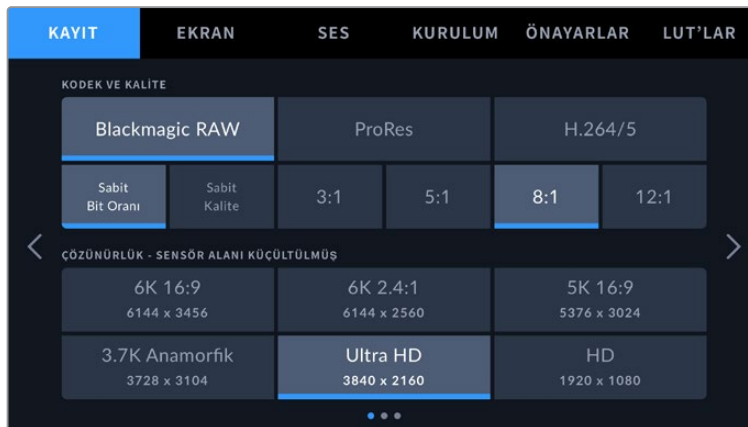 KAYIT EKRAN SES KURULUM ÖNAYARLAR LUT'LAR
KODEK VE KALİTE
Blackmagic RAW ProRes H.264/5
Sabit Bit Oranı Sabit Kalite 3:1 5:1 8:1 12:1
ÇÖZÜNÜRLÜK - SENSÖR ALANI KÜÇÜLTÜLMÜŞ
6K 16:9 6K 2.4:1 5K 16:9
6144 x 3456 6144 x 2560 5376 x 3024
3.7K Anamorfik Ultra HD HD
3728 x 3104 3840 x 2160 1920 x 1080